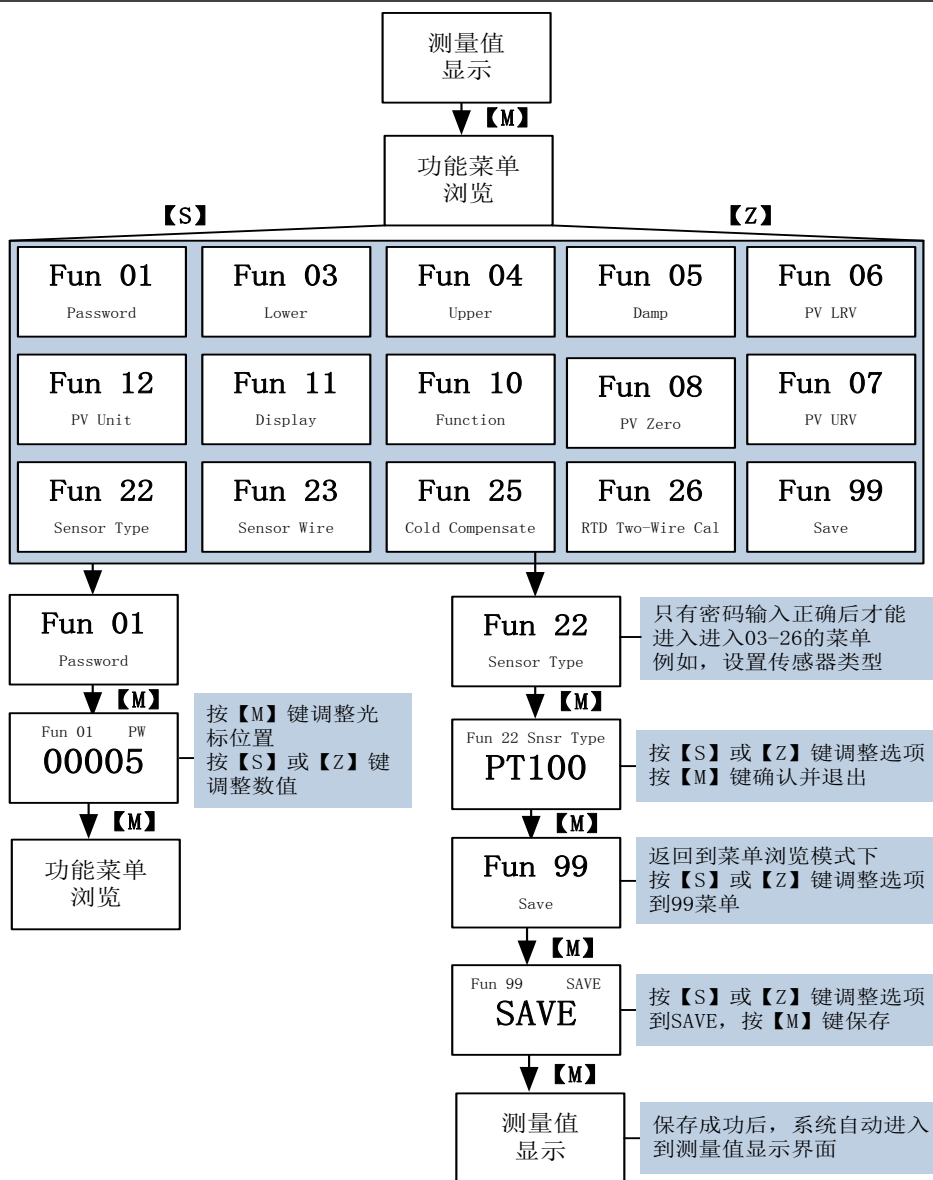 测量值
显示
【M】
功能菜单
浏览
【S】
【Z】
Fun 01
Password
Fun 03
Lower
Fun 04
Upper
Fun 05
Damp
Fun 06
PV LRV
Fun 12
PV Unit
Fun 11
Display
Fun 10
Function
Fun 08
PV Zero
Fun 07
PV URV
Fun 22
Sensor Type
Fun 23
Sensor Wire
Fun 25
Cold Compensate
Fun 26
RTD Two-Wire Cal
Fun 99
Save
Fun 01
Password
【M】
Fun 01 PW
00005
按【M】键调整光
标位置
按【S】或【Z】键
调整数值
【M】
功能菜单
浏览
Fun 22
Sensor Type
只有密码输入正确后才能
进入进入03-26的菜单
例如，设置传感器类型
【M】
Fun 22 Snsr Type
PT100
按【S】或【Z】键调整选项
按【M】键确认并退出
【M】
Fun 99
Save
返回到菜单浏览模式下
按【S】或【Z】键调整选项
到99菜单
【M】
Fun 99 SAVE
SAVE
按【S】或【Z】键调整选项
到SAVE，按【M】键保存
【M】
测量值
显示
保存成功后，系统自动进入
到测量值显示界面